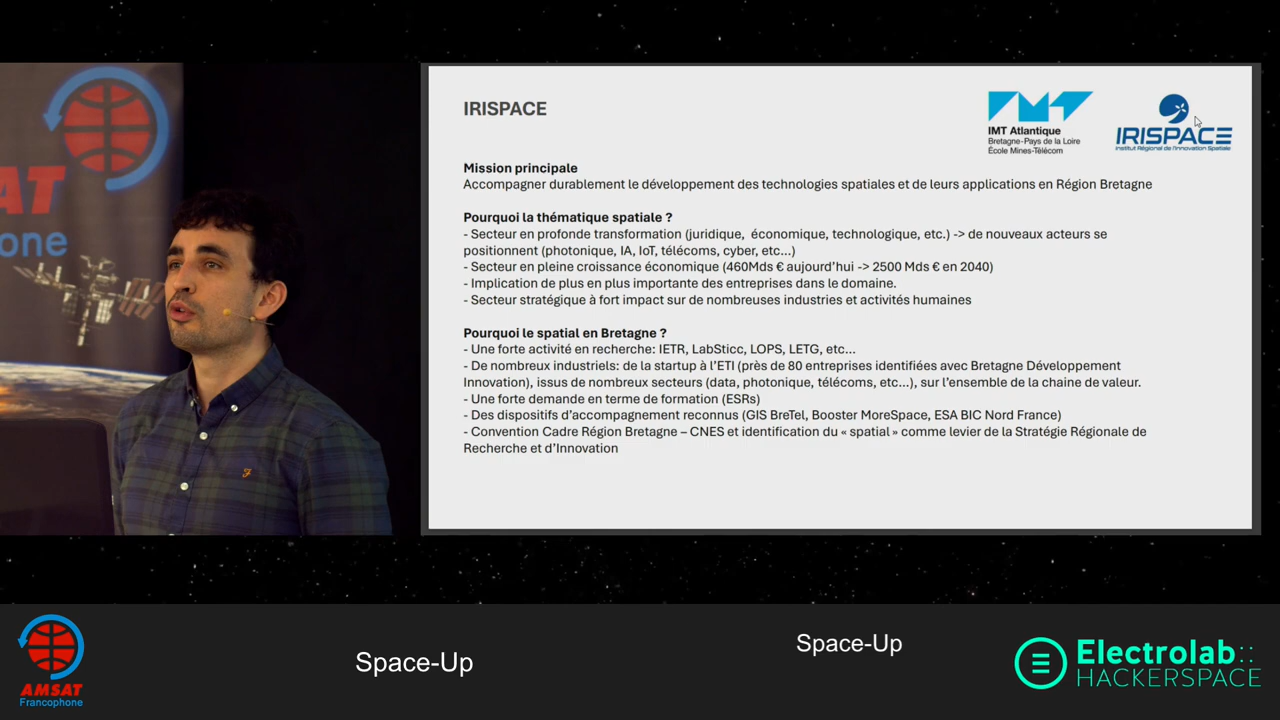 AT
one
IRISPACE
IMT Atlantique
Bretagne-Pays de la Loire
École Mines-Télécom
IRISPACE
Institut Régional de l'Innovation Spatiale
Mission principale
Accompagner durablement le développement des technologies spatiales et de leurs applications en Région Bretagne
Pourquoi la thématique spatiale ?
- Secteur en profonde transformation (juridique, économique, technologique, etc.) -> de nouveaux acteurs se
positionnent (photonique, IA, IoT, télécoms, cyber, etc...)
- Secteur en pleine croissance économique (460Mds € aujourd'hui -> 2500 Mds € en 2040)
- Implication de plus en plus importante des entreprises dans le domaine.
- Secteur stratégique à fort impact sur de nombreuses industries et activités humaines
Pourquoi le spatial en Bretagne ?
- Une forte activité en recherche: IETR, LabSticc, LOPS, LETG, etc...
- De nombreux industriels: de la startup à l'ETI (près de 80 entreprises identifiées avec Bretagne Développement
Innovation), issus de nombreux secteurs (data, photonique, télécoms, etc...), sur l'ensemble de la chaine de valeur.
- Une forte demande en terme de formation (ESRs)
- Des dispositifs d'accompagnement reconnus (GIS BreTel, Booster MoreSpace, ESA BIC Nord France)
- Convention Cadre Région Bretagne – CNES et identification du « spatial » comme levier de la Stratégie Régionale de
Recherche et d'Innovation
AMSAT
Francophone
Space-Up
Space-Up
Electrolab::
HACKERSPACE